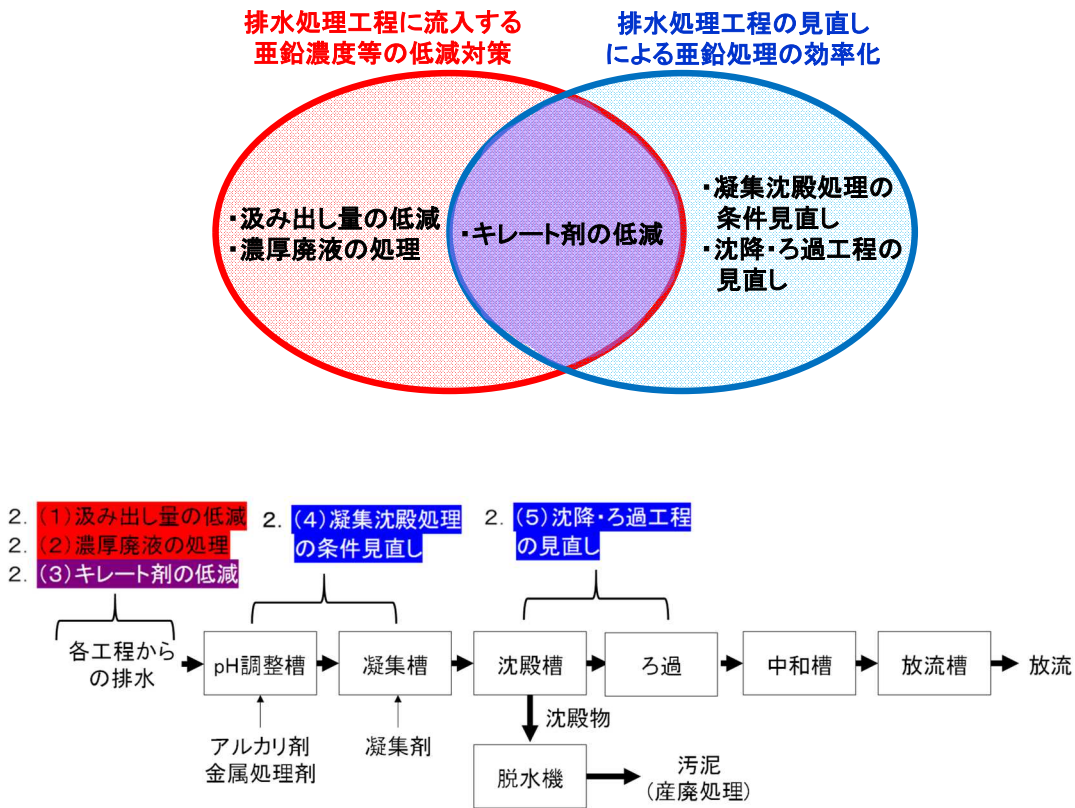 排水処理工程に流入する
亜鉛濃度等の低減対策
排水処理工程の見直し
による亜鉛処理の効率化
・汲み出し量の低減
・濃厚廃液の処理
・キレート剤の低減
・凝集沈殿処理の
条件見直し
・沈降・ろ過工程の
見直し
2. (1)汲み出し量の低減
2. (2)濃厚廃液の処理
2. (3)キレート剤の低減
2. (4)凝集沈殿処理
の条件見直し
2. (5)沈降・ろ過工程
の見直し
各工程から
の排水
pH調整槽
凝集槽
沈殿槽
ろ過
中和槽
放流槽
放流
アルカリ剤
金属処理剤
凝集剤
沈殿物
脱水機
汚泥
(産廃処理)